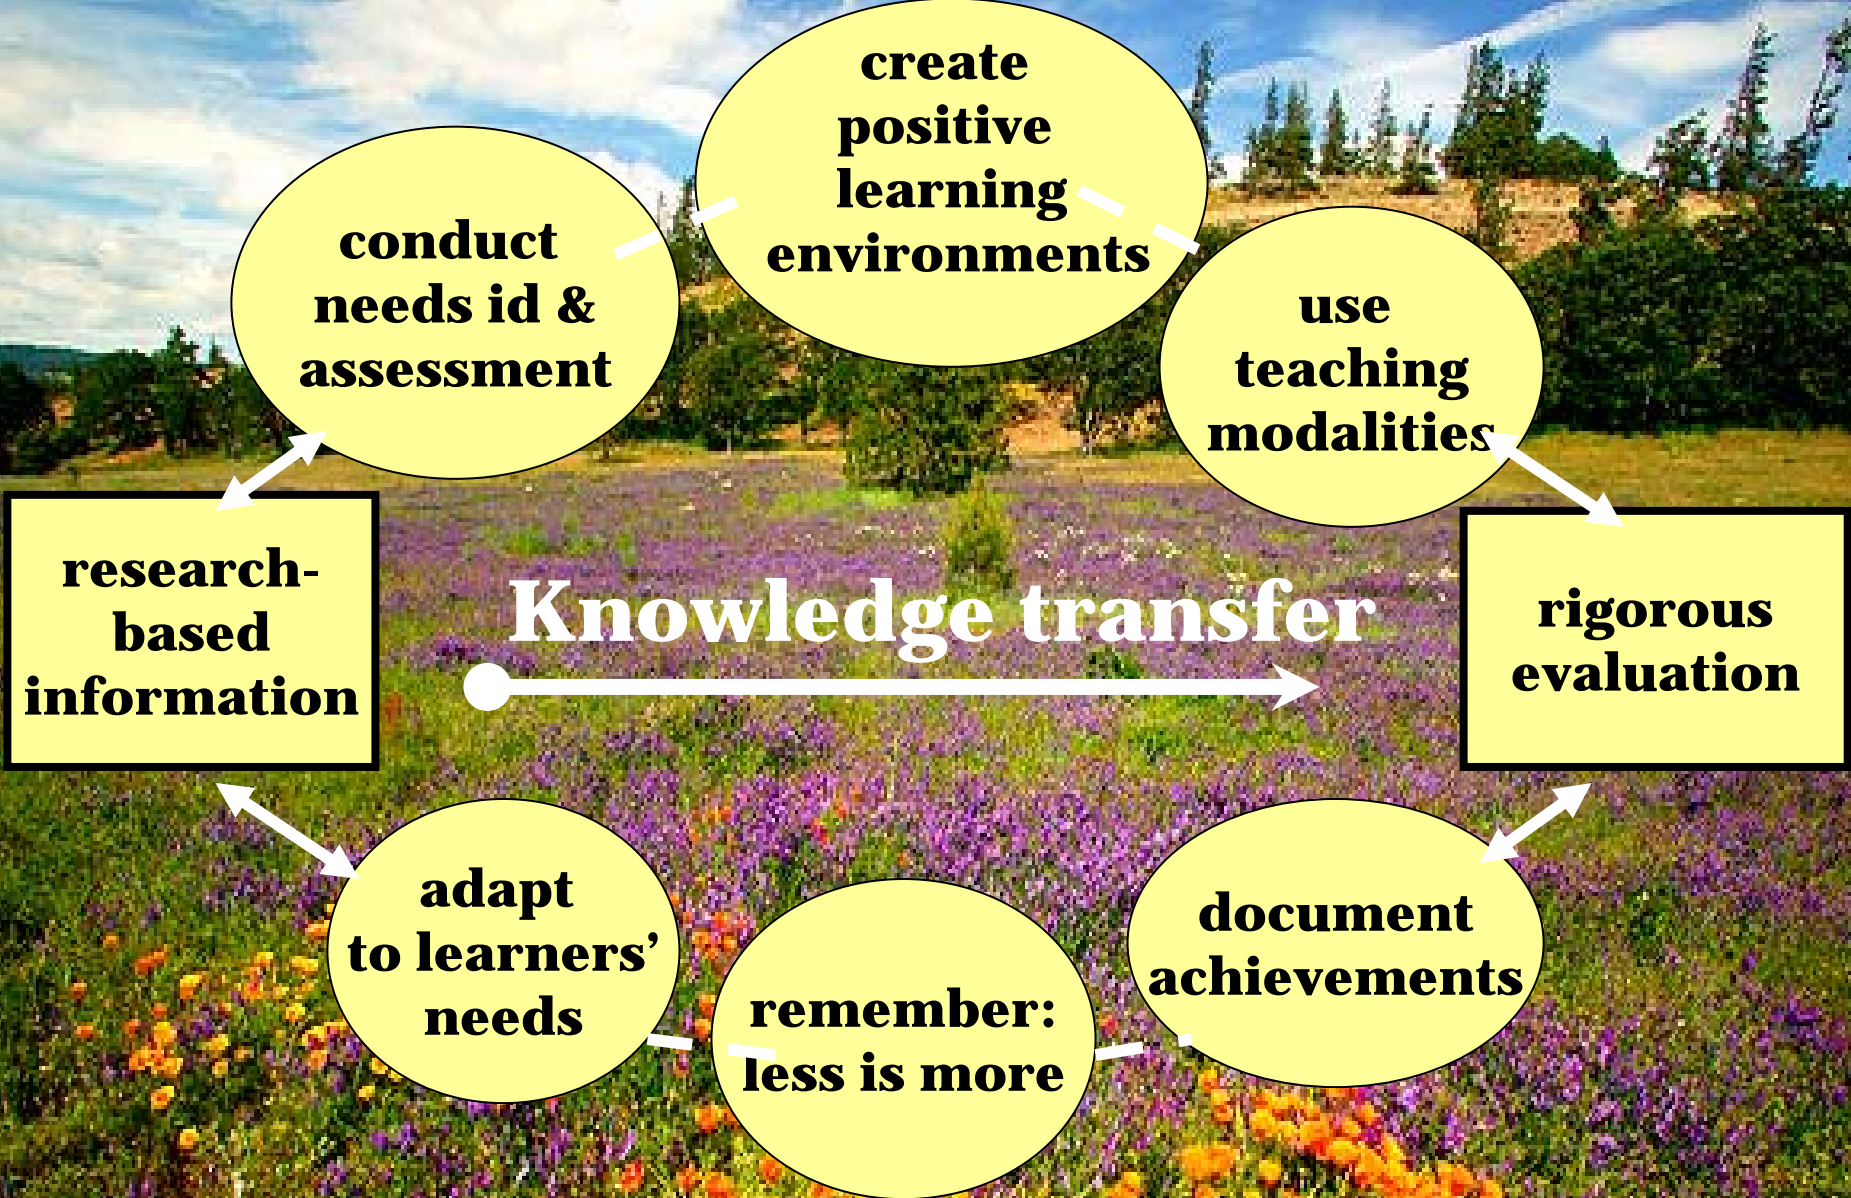 create
positive
learning
environments
conduct
needs id &
assessment
use
teaching
modalities
research-
based
information
Knowledge transfer
rigorous
evaluation
adapt
to learners’
needs
remember:
less is more
document
achievements